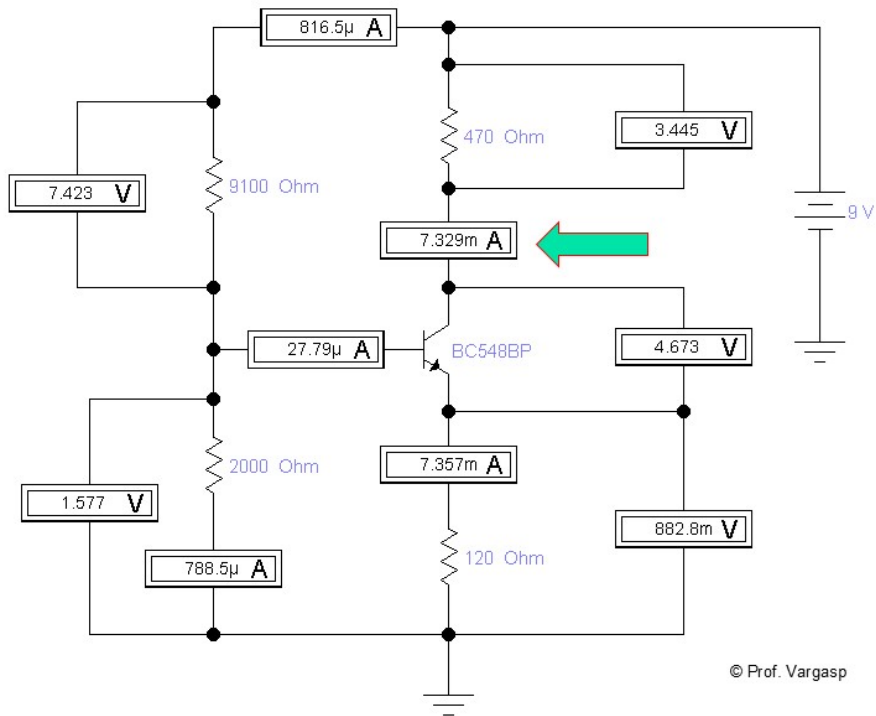 816.5µ A
7.423 V
9100 Ohm
470 Ohm
3.445 V
7.329m A
9 V
27.79µ A
BC548BP
4.673 V
1.577 V
2000 Ohm
7.357m A
882.8m V
788.5µ A
120 Ohm
© Prof. Vargasp